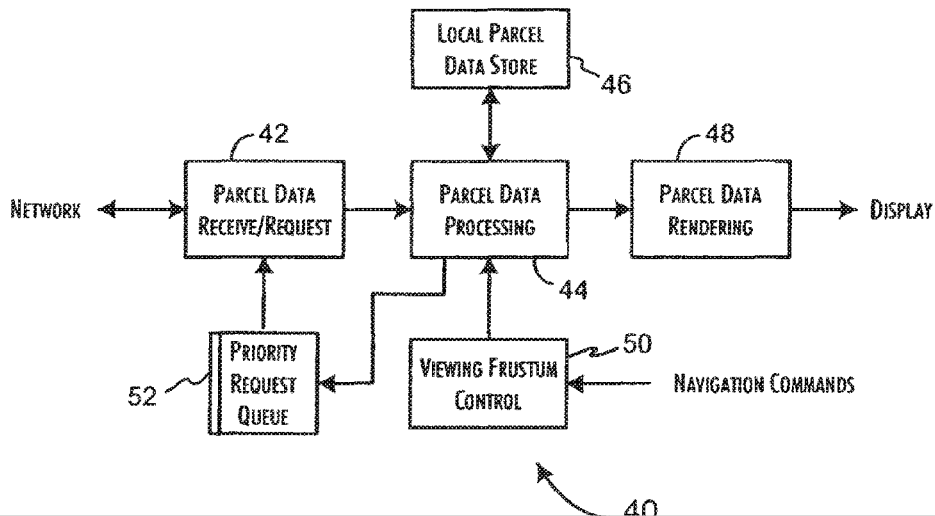 LOCAL PARCEL
DATA STORE
46
42
48
NETWORK
PARCEL DATA
RECEIVE/REQUEST
PARCEL DATA
PROCESSING
PARCEL DATA
RENDERING
DISPLAY
44
52
PRIORITY
REQUEST
QUEUE
VIEWING FRUSTUM
CONTROL
50
NAVIGATION COMMANDS
40